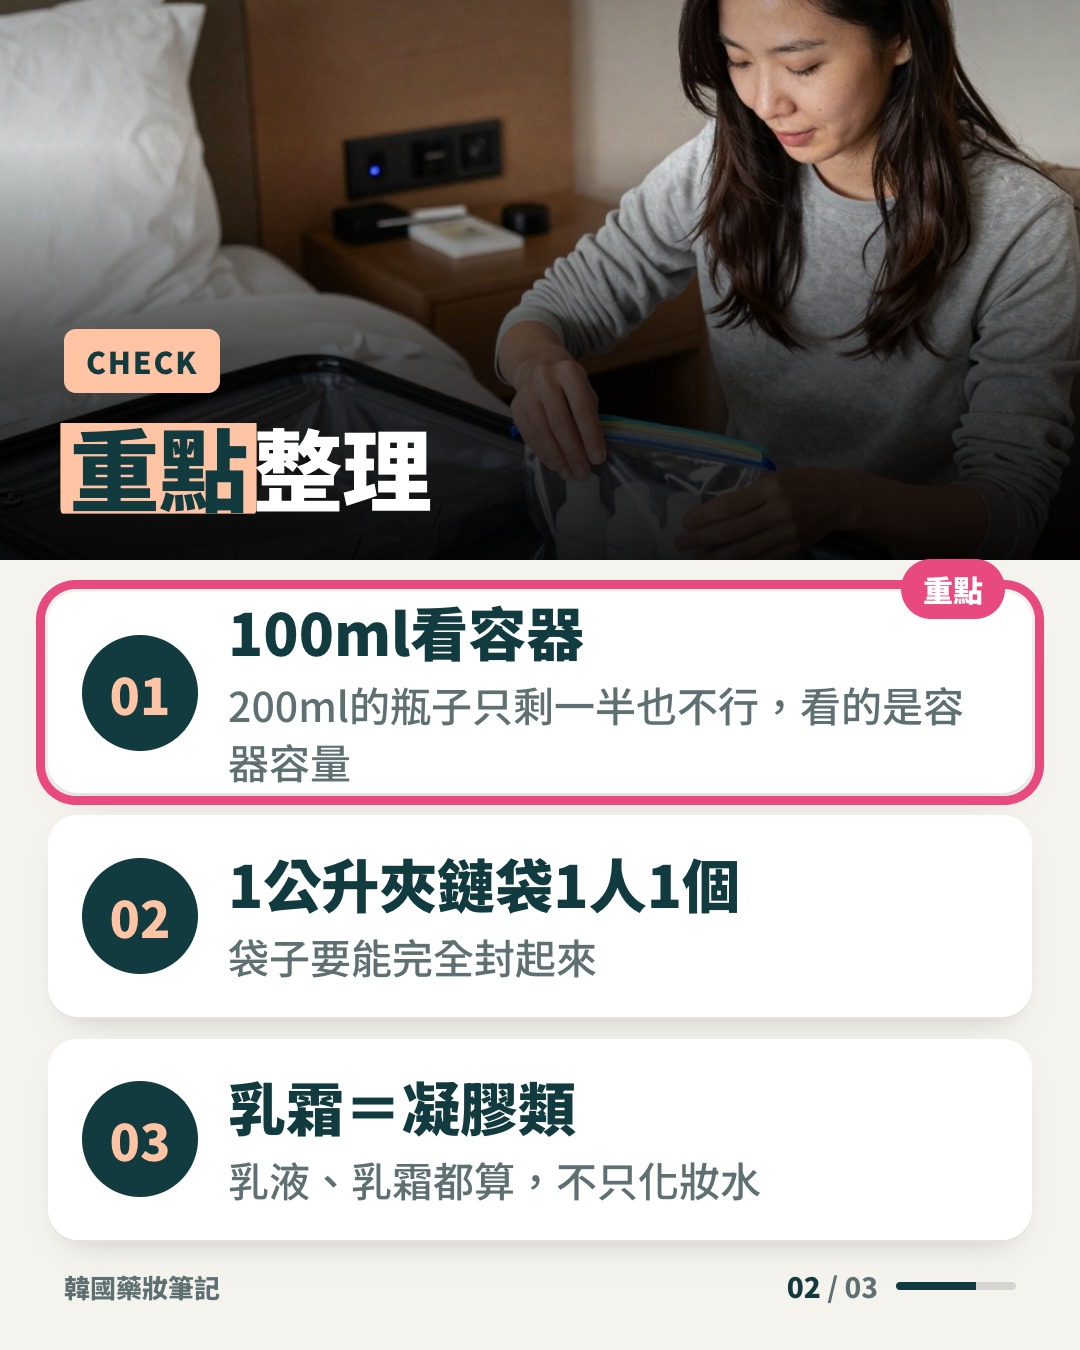 CHECK
重點整理
重點
01
100ml看容器
200ml的瓶子只剩一半也不行，看的是容
器容量
02
1公升夾鏈袋1人1個
袋子要能完全封起來
03
乳霜＝凝膠類
乳液、乳霜都算，不只化妝水
韓國藥妝筆記
02 / 03